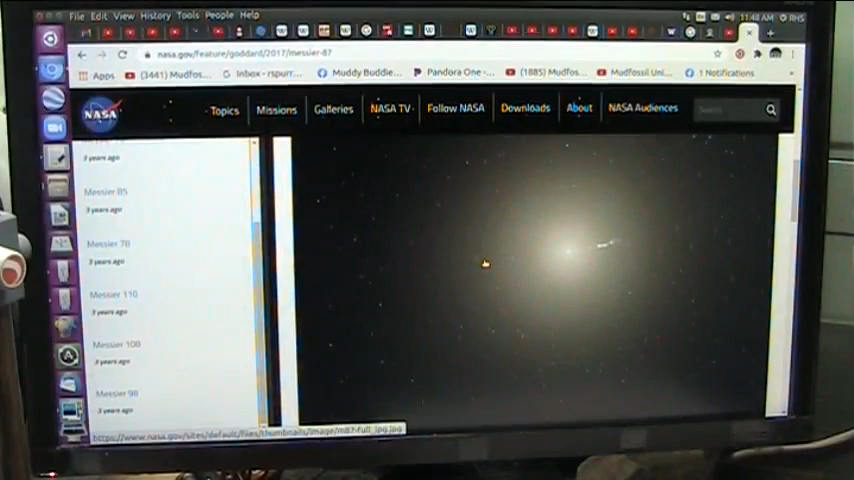 File Edit View History Tools People Help
11:48 AM RHS
nasa.gov/feature/goddard/2017/messier-87
Apps (3441) Mudfos... Inbox - rspurr... Muddy Buddie... Pandora One -... (1885) Mudfos... Mudfossil Uni... 1 Notifications
NASA Topics Missions Galleries NASA TV Follow NASA Downloads About NASA Audiences Search
3 years ago
Messier 85
3 years ago
Messier 78
3 years ago
Messier 110
3 years ago
Messier 108
3 years ago
Messier 98
3 years ago
https://www.nasa.gov/sites/default/files/thumbnails/image/m87-full_jpg.jpg